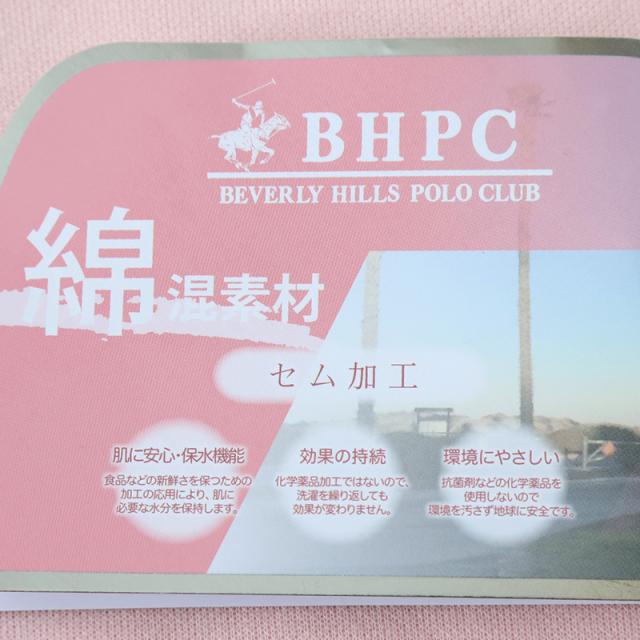 BHPC
BEVERLY HILLS POLO CLUB
綿混素材
セム加工
肌に安心・保水機能
食品などの新鮮さを保つための
加工の応用により、肌に
必要な水分を保持します。
効果の持続
化学薬品加工ではないので、
洗濯を繰り返しても
効果が変わりません。
環境にやさしい
抗菌剤などの化学薬品を
使用しないので
環境を汚さず地球に安全です。